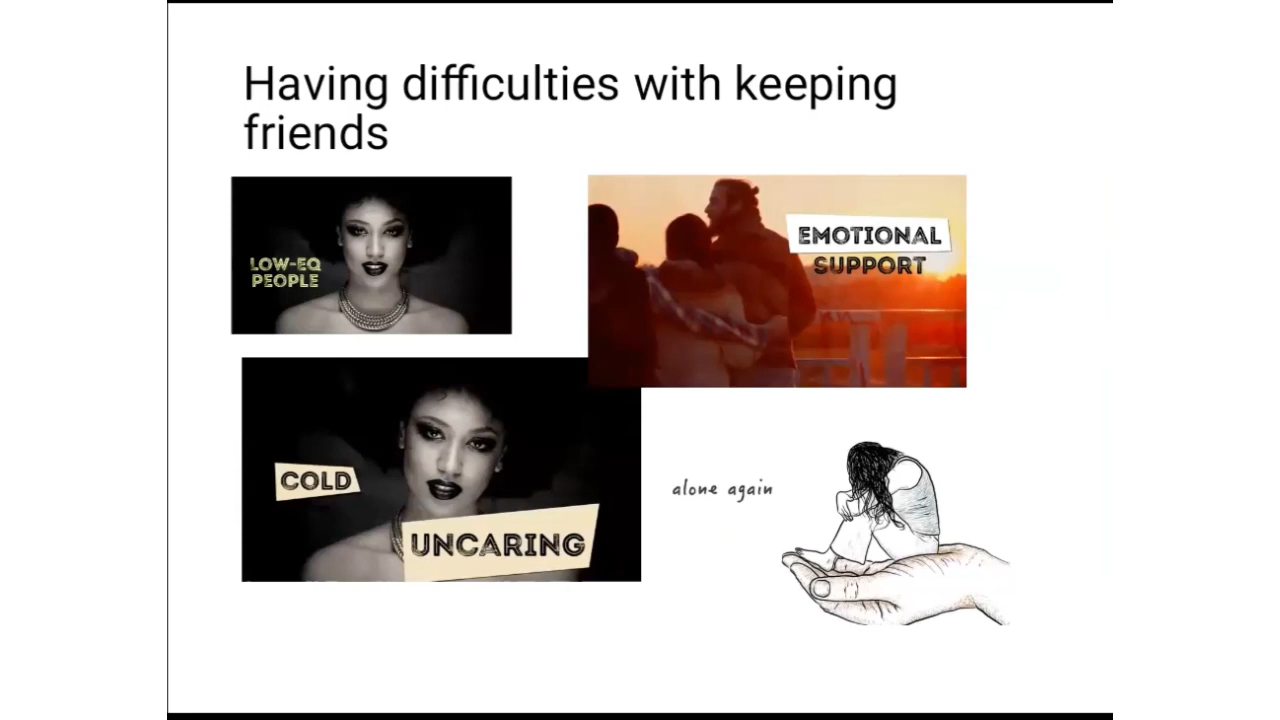 Having difficulties with keeping
friends
LOW-EQ
PEOPLE
EMOTIONAL
SUPPORT
COLD
UNCARING
alone again